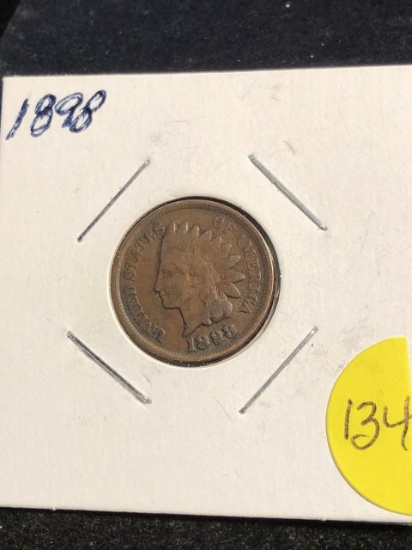 1898
UNITED STATES OF AMERICA
1898
134